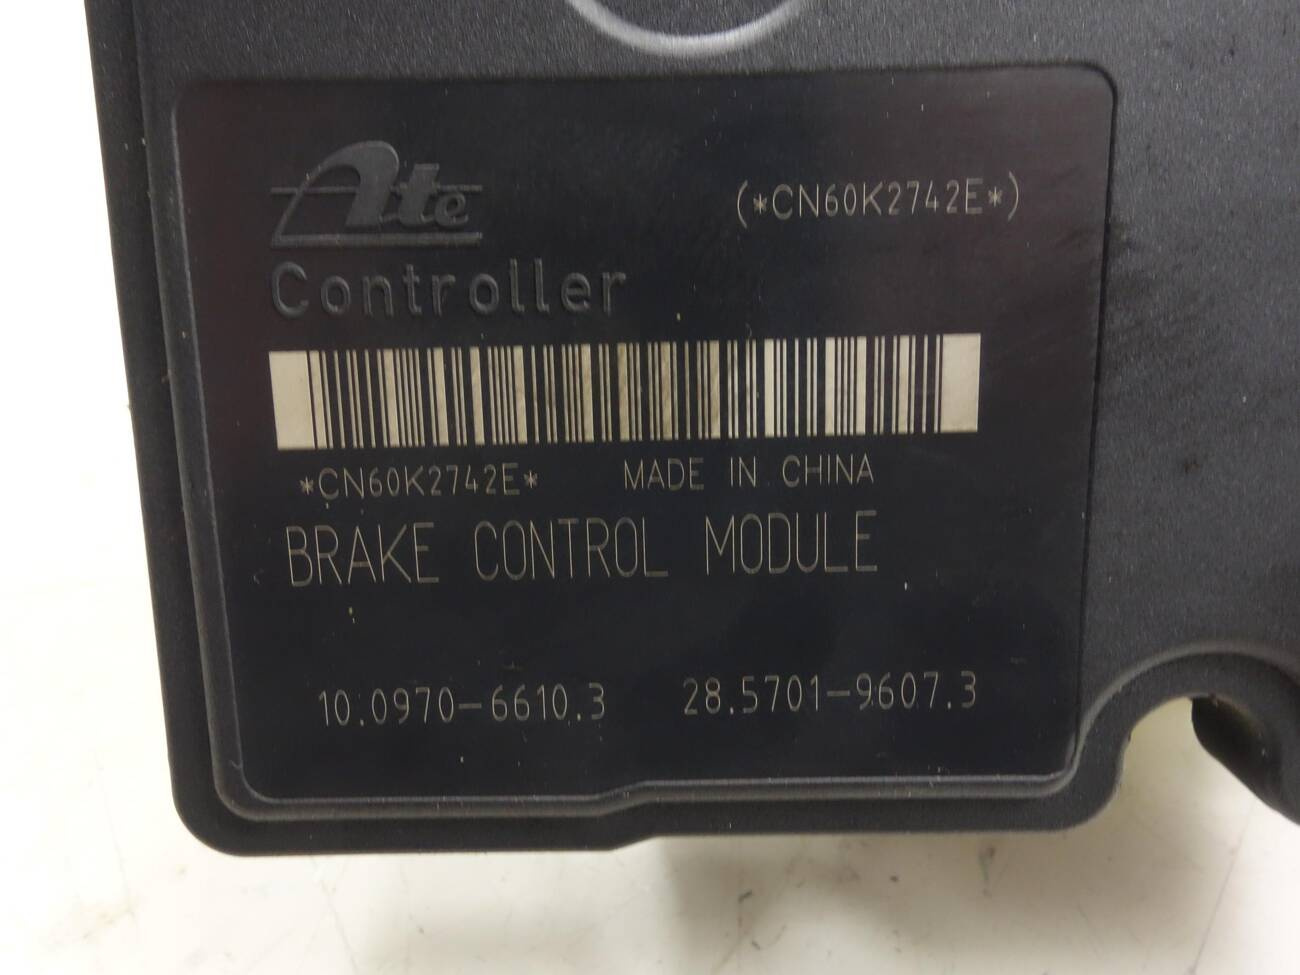 Ate
(*CN60K2742E*)
Controller
*CN60K2742E* MADE IN CHINA
BRAKE CONTROL MODULE
10.0970-6610.3 28.5701-9607.3